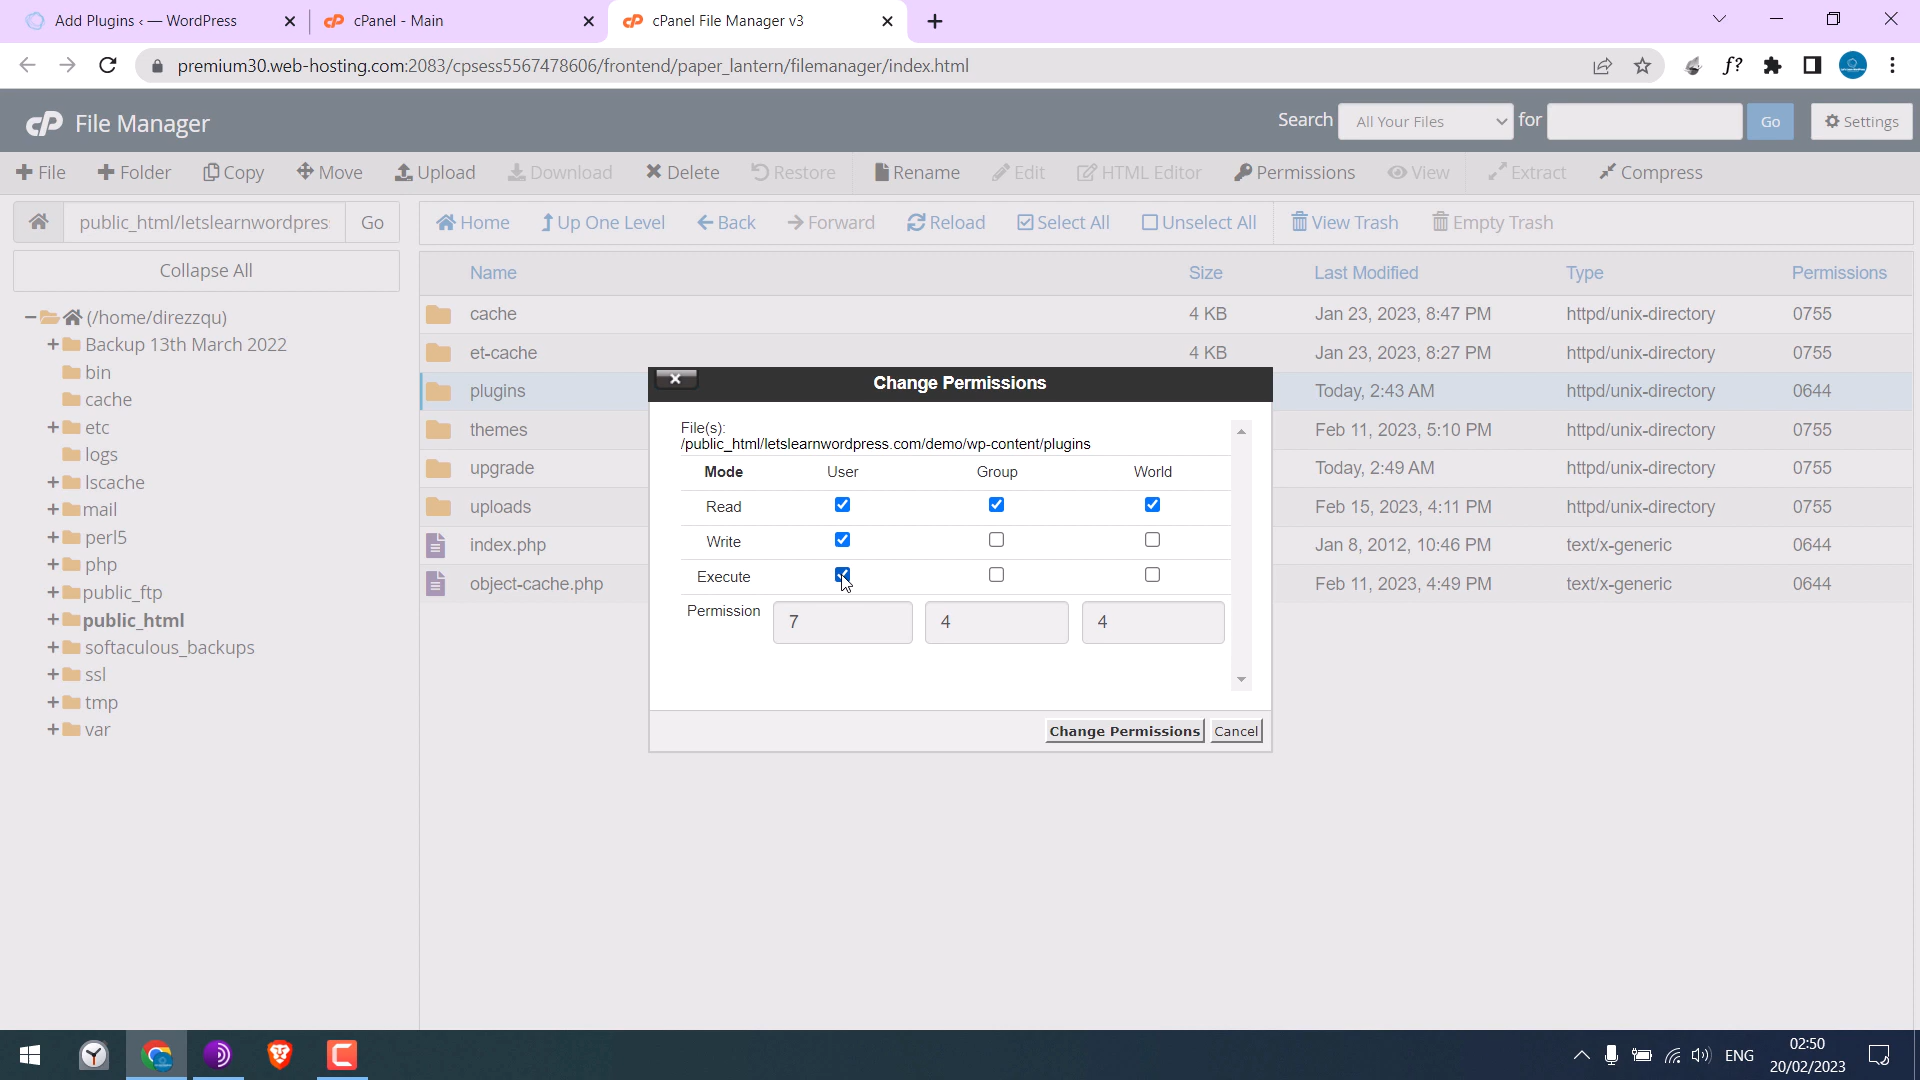 Add Plugins ‹ — WordPress
cPanel - Main
cPanel File Manager v3
premium30.web-hosting.com:2083/cpsess5567478606/frontend/paper_lantern/filemanager/index.html
f?
cP File Manager
Search All Your Files for Go Settings
File Folder Copy Move Upload Download Delete Restore Rename Edit HTML Editor Permissions View Extract Compress
public_html/letslearnwordpres: Go
Home Up One Level Back Forward Reload Select All Unselect All View Trash Empty Trash
Collapse All
(/home/direzzqu)
Backup 13th March 2022
bin
cache
etc
logs
lscache
mail
perl5
php
public_ftp
public_html
softaculous_backups
ssl
tmp
var
Name Size Last Modified Type Permissions
cache 4 KB Jan 23, 2023, 8:47 PM httpd/unix-directory 0755
et-cache 4 KB Jan 23, 2023, 8:27 PM httpd/unix-directory 0755
plugins Today, 2:43 AM httpd/unix-directory 0644
themes Feb 11, 2023, 5:10 PM httpd/unix-directory 0755
upgrade Today, 2:49 AM httpd/unix-directory 0755
uploads Feb 15, 2023, 4:11 PM httpd/unix-directory 0755
index.php Jan 8, 2012, 10:46 PM text/x-generic 0644
object-cache.php Feb 11, 2023, 4:49 PM text/x-generic 0644
Change Permissions
File(s):
/public_html/letslearnwordpress.com/demo/wp-content/plugins
Mode User Group World
Read
Write
Execute
Permission 7 4 4
Change Permissions Cancel
ENG
02:50
20/02/2023